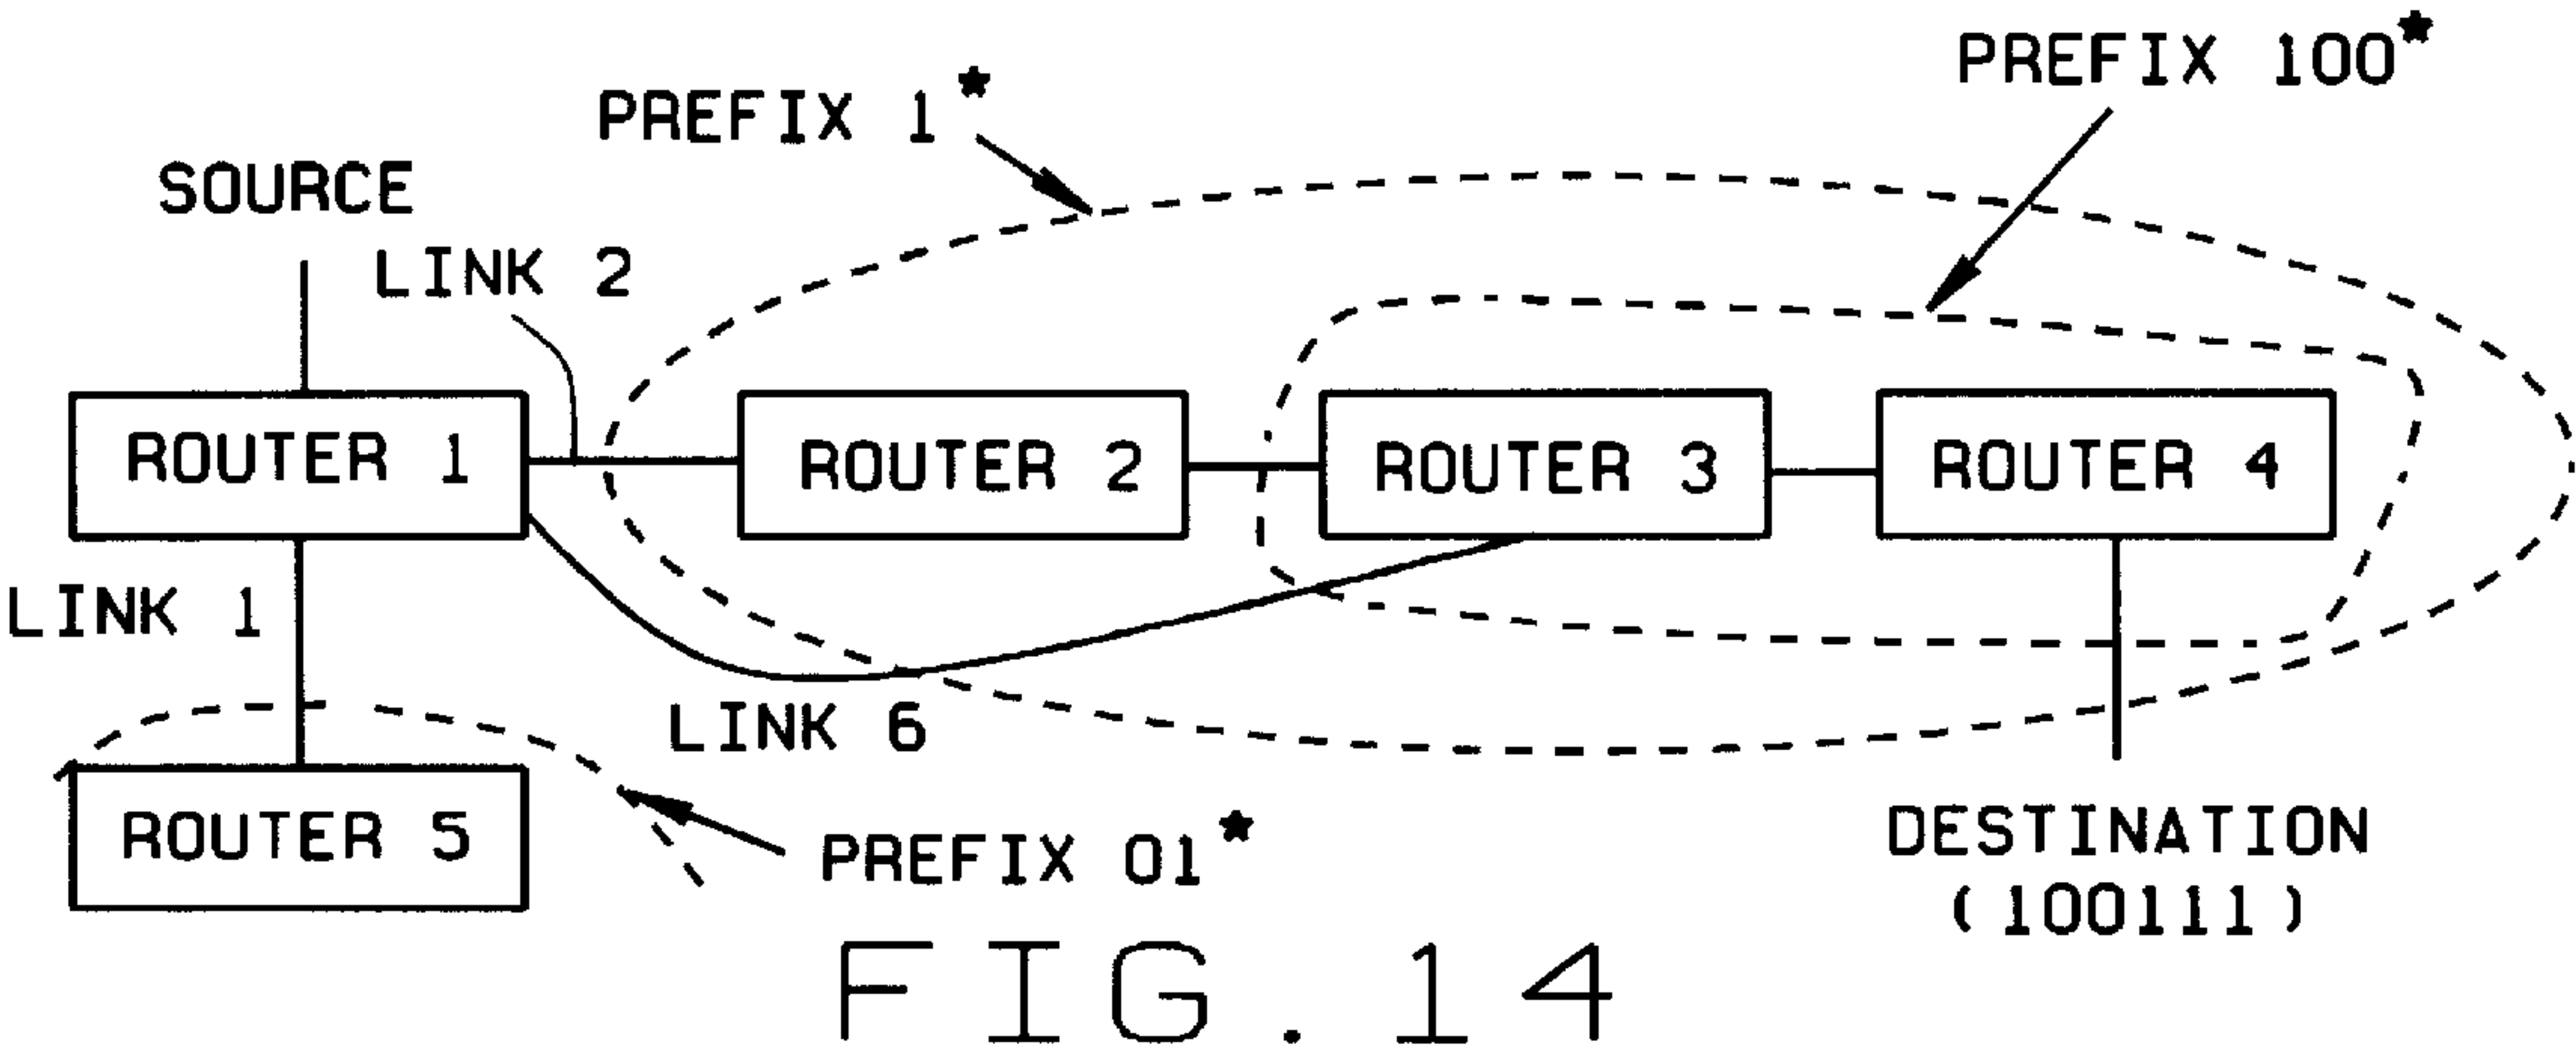 PREFIX 100*
PREFIX 1*
SOURCE
LINK 2
ROUTER 1
ROUTER 2
ROUTER 3
ROUTER 4
LINK 1
LINK 6
ROUTER 5
PREFIX 01*
DESTINATION
(100111)
FIG. 14